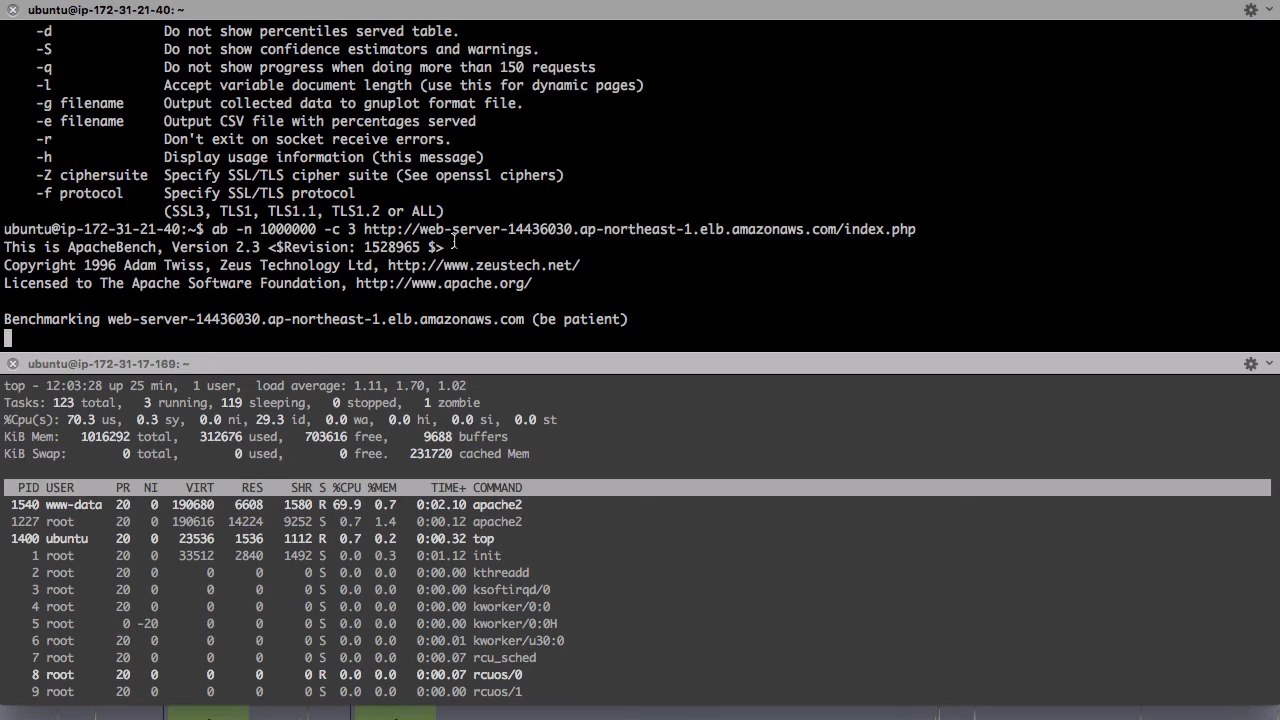 ubuntu@ip-172-31-21-40: ~
-d Do not show percentiles served table.
-S Do not show confidence estimators and warnings.
-q Do not show progress when doing more than 150 requests
-l Accept variable document length (use this for dynamic pages)
-g filename Output collected data to gnuplot format file.
-e filename Output CSV file with percentages served
-r Don't exit on socket receive errors.
-h Display usage information (this message)
-Z ciphersuite Specify SSL/TLS cipher suite (See openssl ciphers)
-f protocol Specify SSL/TLS protocol
(SSL3, TLS1, TLS1.1, TLS1.2 or ALL)
ubuntu@ip-172-31-21-40:~$ ab -n 1000000 -c 3 http://web-server-14436030.ap-northeast-1.elb.amazonaws.com/index.php
This is ApacheBench, Version 2.3 <$Revision: 1528965 $>
Copyright 1996 Adam Twiss, Zeus Technology Ltd, http://www.zeustech.net/
Licensed to The Apache Software Foundation, http://www.apache.org/
Benchmarking web-server-14436030.ap-northeast-1.elb.amazonaws.com (be patient)
ubuntu@ip-172-31-17-169: ~
top - 12:03:28 up 25 min, 1 user, load average: 1.11, 1.70, 1.02
Tasks: 123 total, 3 running, 119 sleeping, 0 stopped, 1 zombie
%Cpu(s): 70.3 us, 0.3 sy, 0.0 ni, 29.3 id, 0.0 wa, 0.0 hi, 0.0 si, 0.0 st
KiB Mem: 1016292 total, 312676 used, 703616 free, 9688 buffers
KiB Swap: 0 total, 0 used, 0 free. 231720 cached Mem
PID USER PR NI VIRT RES SHR S %CPU %MEM TIME+ COMMAND
1540 www-data 20 0 190680 6608 1580 R 69.9 0.7 0:02.10 apache2
1227 root 20 0 190616 14224 9252 S 0.7 1.4 0:00.12 apache2
1400 ubuntu 20 0 23536 1536 1112 R 0.7 0.2 0:00.32 top
1 root 20 0 33512 2840 1492 S 0.0 0.3 0:01.12 init
2 root 20 0 0 0 0 S 0.0 0.0 0:00.00 kthreadd
3 root 20 0 0 0 0 S 0.0 0.0 0:00.00 ksoftirqd/0
4 root 20 0 0 0 0 S 0.0 0.0 0:00.00 kworker/0:0
5 root 0 -20 0 0 0 S 0.0 0.0 0:00.00 kworker/0:0H
6 root 20 0 0 0 0 S 0.0 0.0 0:00.01 kworker/u30:0
7 root 20 0 0 0 0 S 0.0 0.0 0:00.07 rcu_sched
8 root 20 0 0 0 0 R 0.0 0.0 0:00.07 rcuos/0
9 root 20 0 0 0 0 S 0.0 0.0 0:00.00 rcuos/1